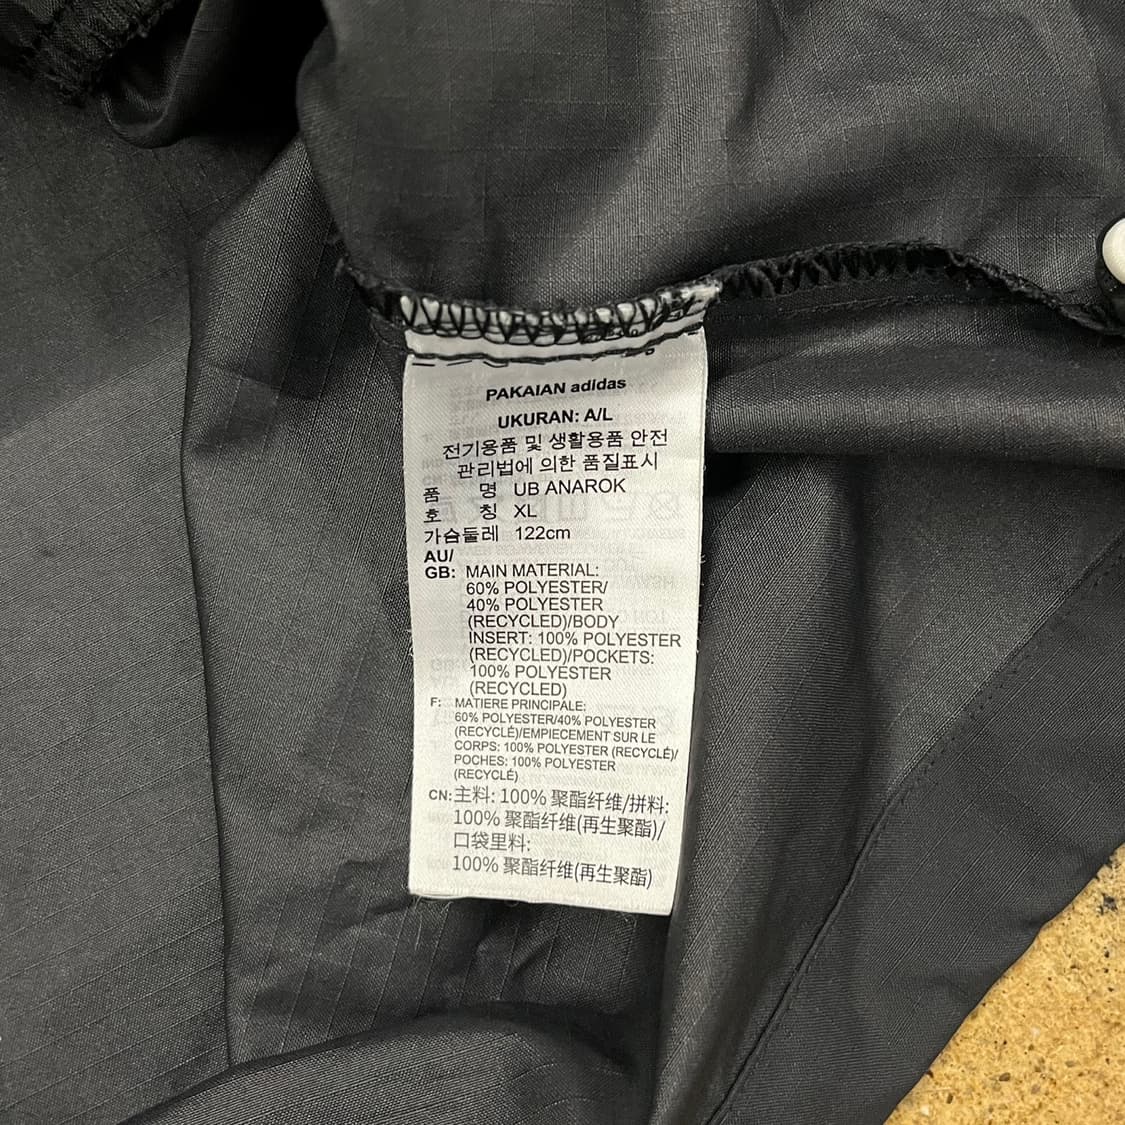 PAKAIAN adidas
UKURAN: A/L
전기용품 및 생활용품 안전
관리법에 의한 품질표시
품 명 UB ANAROK
호 칭 XL
가슴둘레 122cm
AU/
GB: MAIN MATERIAL:
60% POLYESTER/
40% POLYESTER
(RECYCLED)/BODY
INSERT: 100% POLYESTER
(RECYCLED)/POCKETS:
100% POLYESTER
(RECYCLED)
F: MATIERE PRINCIPALE:
60% POLYESTER/40% POLYESTER
(RECYCLÉ)/EMPIECEMENT SUR LE
CORPS: 100% POLYESTER (RECYCLÉ)/
POCHES: 100% POLYESTER
(RECYCLÉ)
CN: 主料: 100% 聚酯纤维/拼料:
100% 聚酯纤维(再生聚酯)/
口袋里料:
100% 聚酯纤维(再生聚酯)